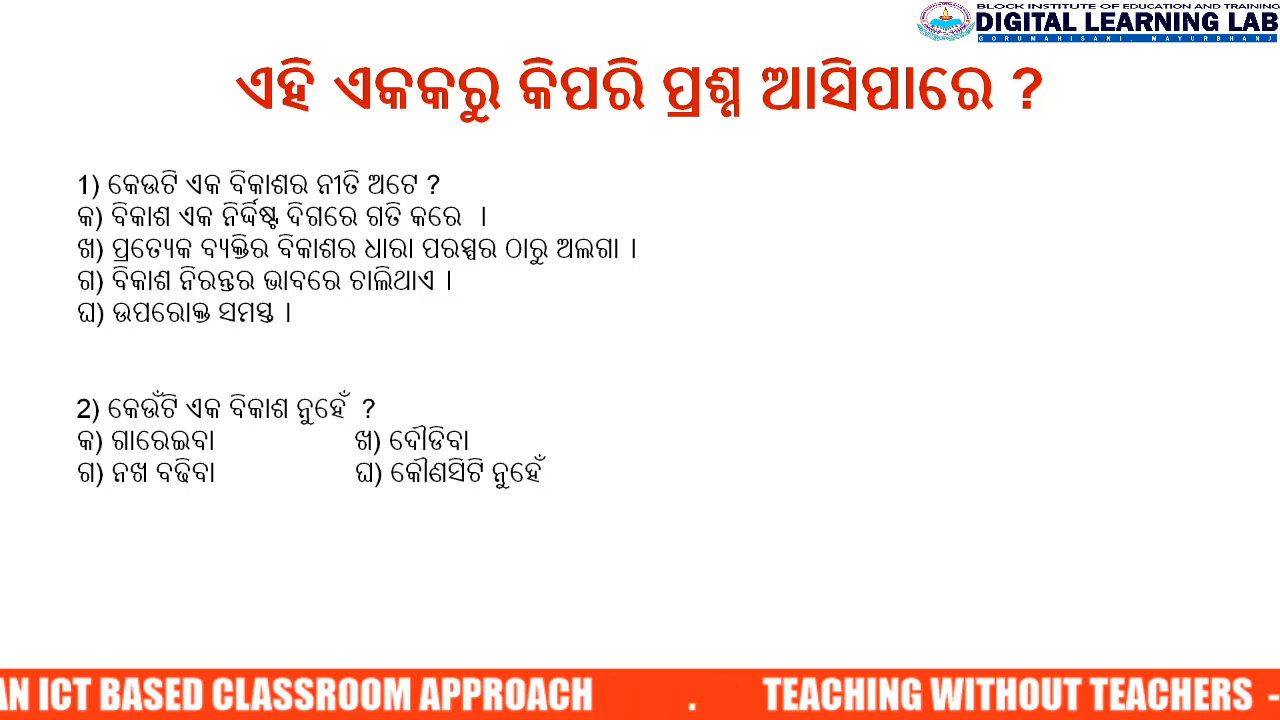 BLOCK INSTITUTE OF EDUCATION AND TRAINING
DIGITAL LEARNING LAB
GORUMAHISANI, MAYURBHANJ
ଏହି ଏକକରୁ କିପରି ପ୍ରଶ୍ନ ଆସିପାରେ ?
1) କେଉଟି ଏକ ବିକାଶର ନୀତି ଅଟେ ?
କ) ବିକାଶ ଏକ ନିର୍ଦ୍ଦିଷ୍ଟ ଦିଗରେ ଗତି କରେ ।
ଖ) ପ୍ରତ୍ୟେକ ବ୍ୟକ୍ତିର ବିକାଶର ଧାରା ପରସ୍ପର ଠାରୁ ଅଲଗା ।
ଗ) ବିକାଶ ନିରନ୍ତର ଭାବରେ ଚାଲିଥାଏ ।
ଘ) ଉପରୋକ୍ତ ସମସ୍ତ ।
2) କେଉଁଟି ଏକ ବିକାଶ ନୁହେଁ ?
କ) ଗାରେଇବା ଖ) ଦୌଡିବା
ଗ) ନଖ ବଢିବା ଘ) କୌଣସିଟି ନୁହେଁ
AN ICT BASED CLASSROOM APPROACH . TEACHING WITHOUT TEACHERS -